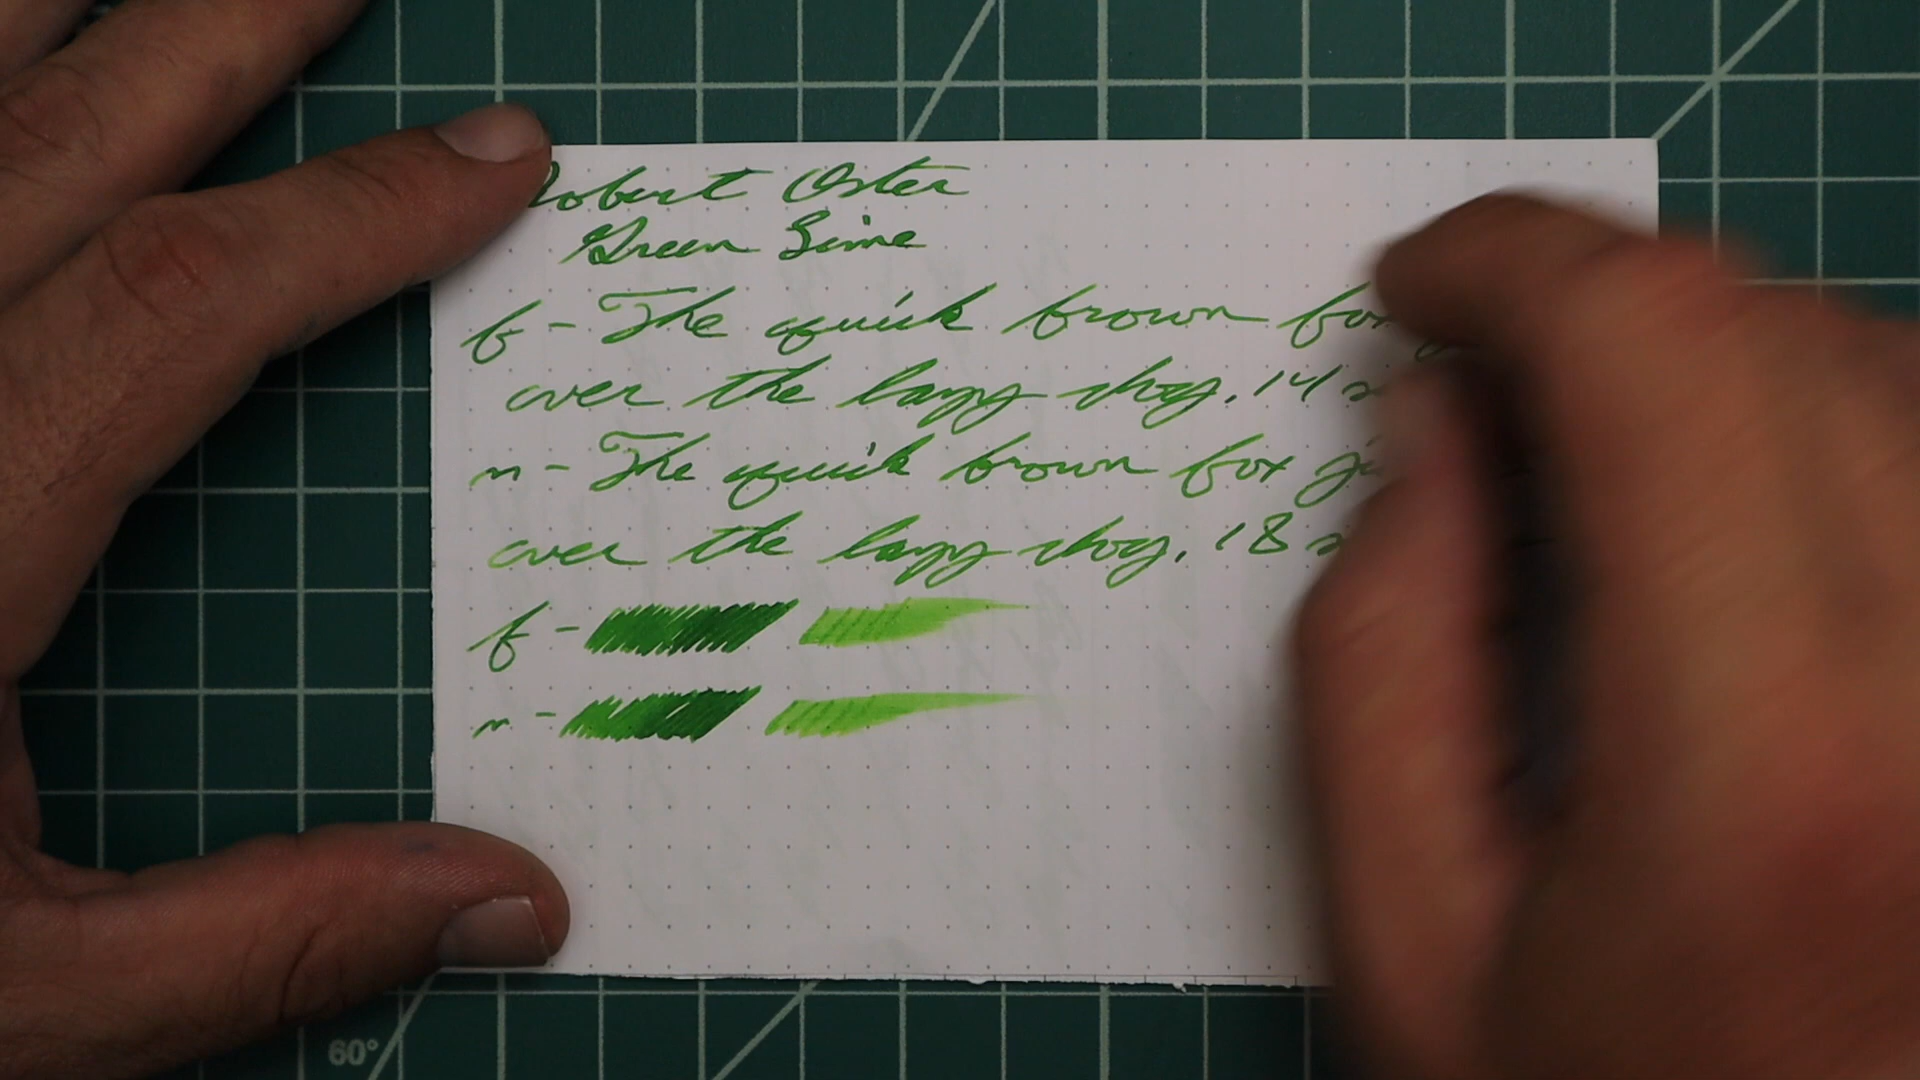 Robert Oster
Green Lime
f - The quick brown fox
over the lazy dog. 14
m - The quick brown fox
over the lazy dog. 18
f -
m -
60°